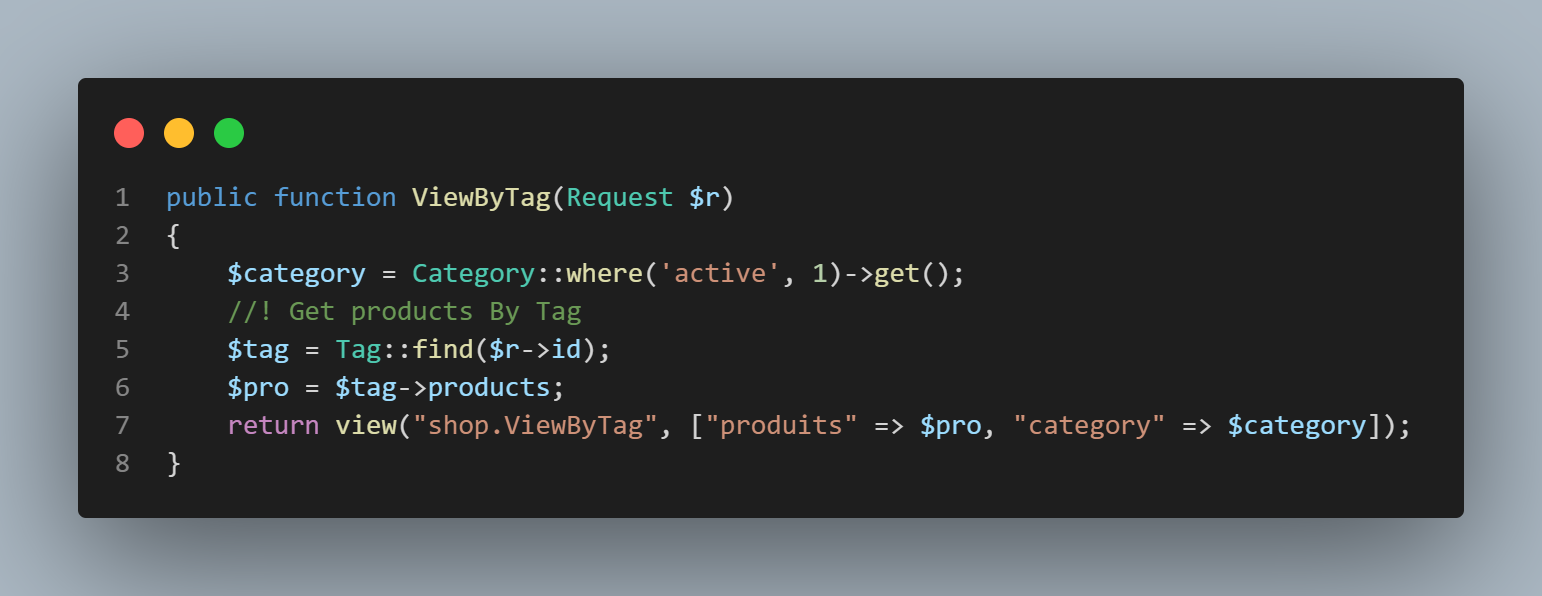 1 public function ViewByTag(Request $r)
2 {
3     $category = Category::where('active', 1)->get();
4     //! Get products By Tag
5     $tag = Tag::find($r->id);
6     $pro = $tag->products;
7     return view("shop.ViewByTag", ["produits" => $pro, "category" => $category]);
8 }